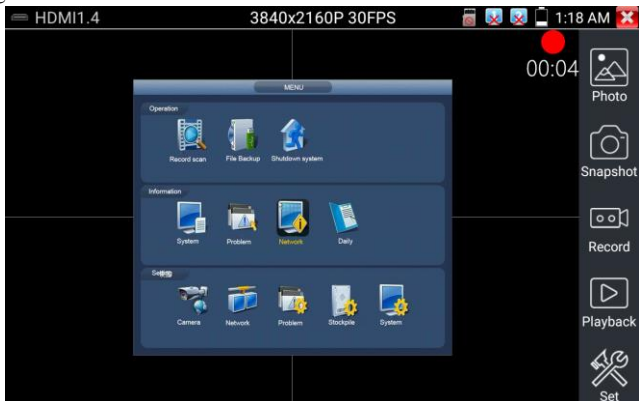 HDMI1.4 3840x2160P 30FPS 1:18 AM
00:04
MENU
Operation
Record scan File Backup Shutdown system
Information
System Problem Network Daily
Setting
Camera Network Problem Stockpile System
Photo
Snapshot
Record
Playback
Set